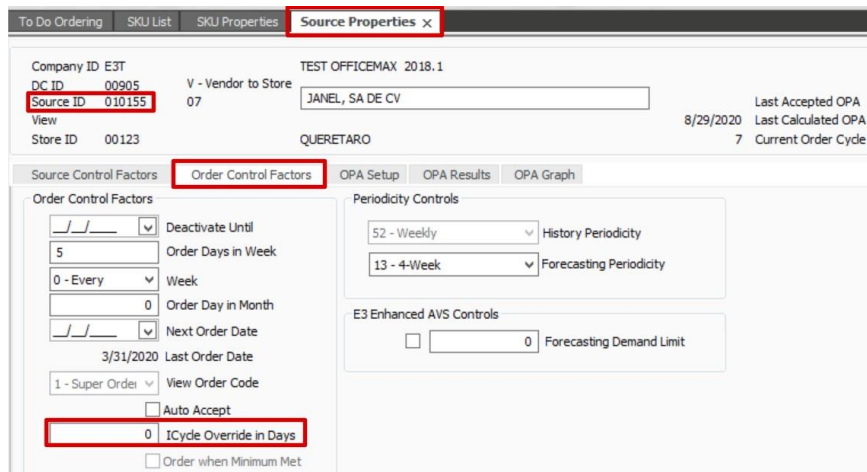 To Do Ordering SKU List SKU Properties Source Properties ×
Company ID E3T TEST OFFICEMAX 2018.1
DC ID 00905 V - Vendor to Store
Source ID 010155 07 JANEL, SA DE CV Last Accepted OPA
View 8/29/2020 Last Calculated OPA
Store ID 00123 QUERETARO 7 Current Order Cycle
Source Control Factors Order Control Factors OPA Setup OPA Results OPA Graph
Order Control Factors Periodicity Controls
__/__/____ Deactivate Until 52 - Weekly History Periodicity
5 Order Days in Week
0 - Every Week 13 - 4-Week Forecasting Periodicity
0 Order Day in Month
E3 Enhanced AVS Controls
__/__/____ Next Order Date 0 Forecasting Demand Limit
3/31/2020 Last Order Date
1 - Super Order View Order Code
Auto Accept
0 ICycle Override in Days
Order when Minimum Met